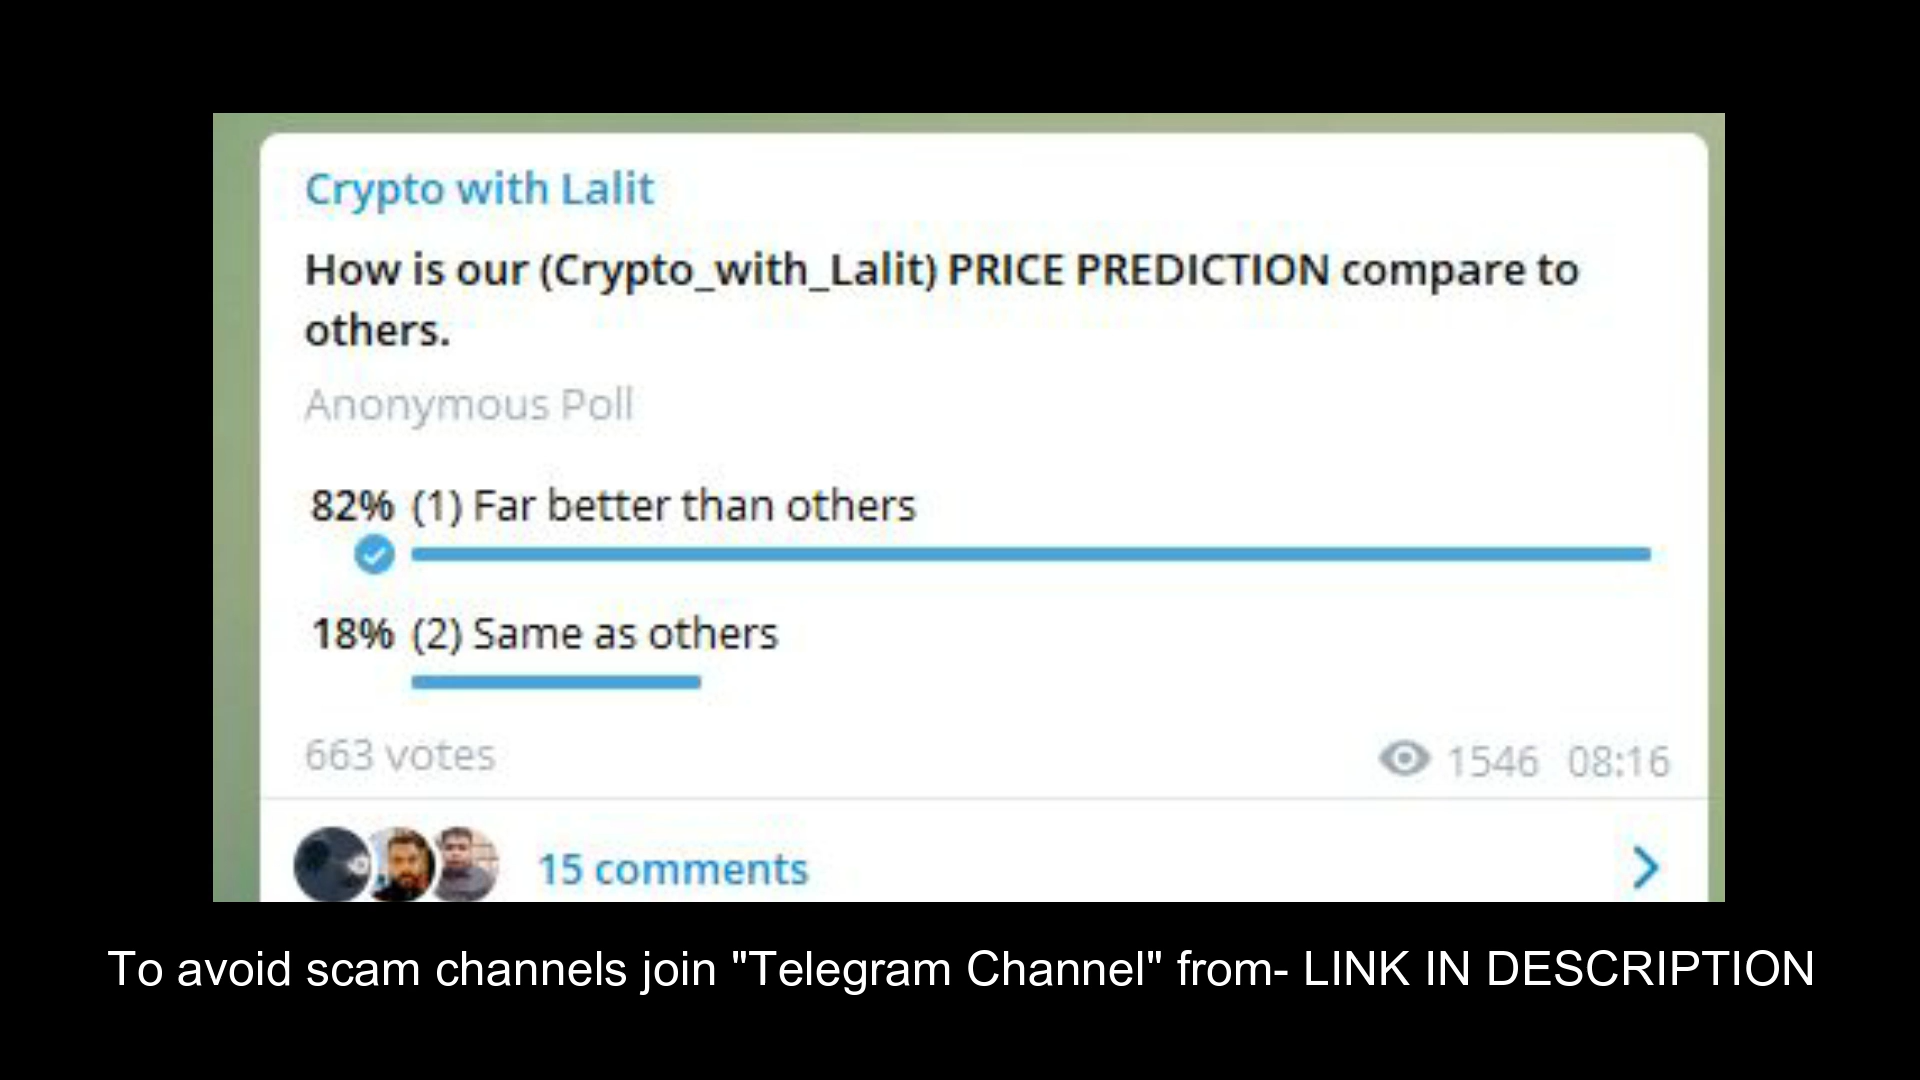 Crypto with Lalit
How is our (Crypto_with_Lalit) PRICE PREDICTION compare to
others.
Anonymous Poll
82% (1) Far better than others
18% (2) Same as others
663 votes 1546 08:16
15 comments
To avoid scam channels join "Telegram Channel" from- LINK IN DESCRIPTION